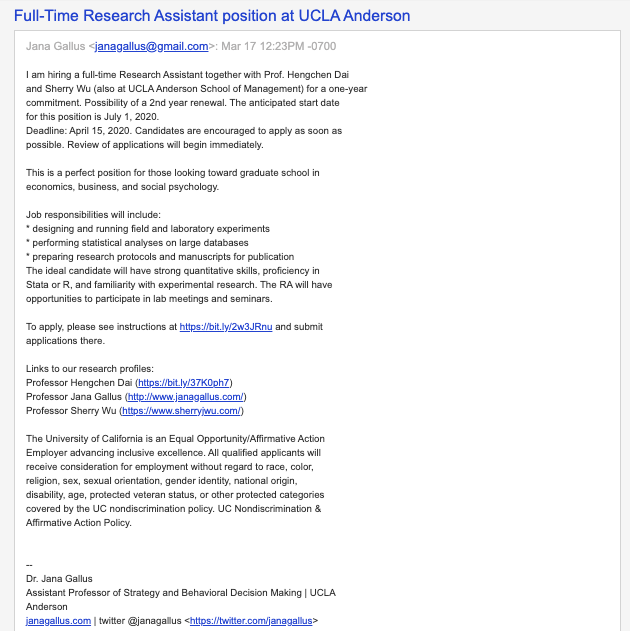 Full-Time Research Assistant position at UCLA Anderson
Jana Gallus <janagallus@gmail.com>: Mar 17 12:23PM -0700
I am hiring a full-time Research Assistant together with Prof. Hengchen Dai
and Sherry Wu (also at UCLA Anderson School of Management) for a one-year
commitment. Possibility of a 2nd year renewal. The anticipated start date
for this position is July 1, 2020.
Deadline: April 15, 2020. Candidates are encouraged to apply as soon as
possible. Review of applications will begin immediately.
This is a perfect position for those looking toward graduate school in
economics, business, and social psychology.
Job responsibilities will include:
* designing and running field and laboratory experiments
* performing statistical analyses on large databases
* preparing research protocols and manuscripts for publication
The ideal candidate will have strong quantitative skills, proficiency in
Stata or R, and familiarity with experimental research. The RA will have
opportunities to participate in lab meetings and seminars.
To apply, please see instructions at https://bit.ly/2w3JRnu and submit
applications there.
Links to our research profiles:
Professor Hengchen Dai (https://bit.ly/37K0ph7)
Professor Jana Gallus (http://www.janagallus.com/)
Professor Sherry Wu (https://www.sherryjwu.com/)
The University of California is an Equal Opportunity/Affirmative Action
Employer advancing inclusive excellence. All qualified applicants will
receive consideration for employment without regard to race, color,
religion, sex, sexual orientation, gender identity, national origin,
disability, age, protected veteran status, or other protected categories
covered by the UC nondiscrimination policy. UC Nondiscrimination &
Affirmative Action Policy.
--
Dr. Jana Gallus
Assistant Professor of Strategy and Behavioral Decision Making | UCLA
Anderson
janagallus.com | twitter @janagallus <https://twitter.com/janagallus>